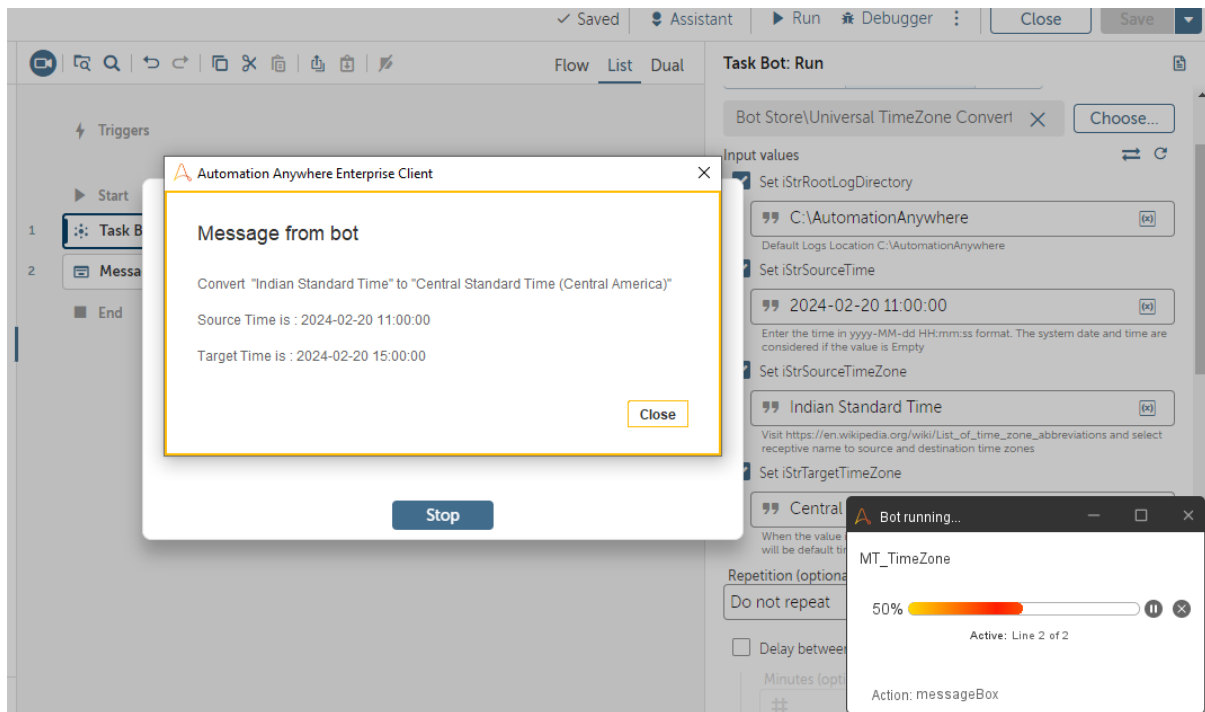 Saved Assistant Run Debugger Close Save
Flow List Dual
Task Bot: Run
Bot Store\Universal TimeZone Convert
Choose...
Triggers
Input values
Set iStrRootLogDirectory
Start
C:\AutomationAnywhere (x)
Default Logs Location C:\AutomationAnywhere
1 Task B
2 Messa
End
Set iStrSourceTime
2024-02-20 11:00:00 (x)
Enter the time in yyyy-MM-dd HH:mm:ss format. The system date and time are
considered if the value is Empty
Set iStrSourceTimeZone
Indian Standard Time (x)
Visit https://en.wikipedia.org/wiki/List_of_time_zone_abbreviations and select
receptive name to source and destination time zones
Set iStrTargetTimeZone
Central
When the value
will be default
Repetition (optiona
Do not repeat
Delay between
Minutes (opti
#
Automation Anywhere Enterprise Client
Message from bot
Convert "Indian Standard Time" to "Central Standard Time (Central America)"
Source Time is : 2024-02-20 11:00:00
Target Time is : 2024-02-20 15:00:00
Close
Stop
Bot running...
MT_TimeZone
50%
Active: Line 2 of 2
Action: messageBox